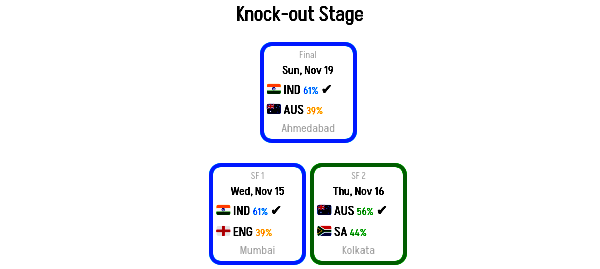 Knock-out Stage
Final
Sun, Nov 19
IND 61% ✔
AUS 39%
Ahmedabad
SF 1
Wed, Nov 15
IND 61% ✔
ENG 39%
Mumbai
SF 2
Thu, Nov 16
AUS 56% ✔
SA 44%
Kolkata